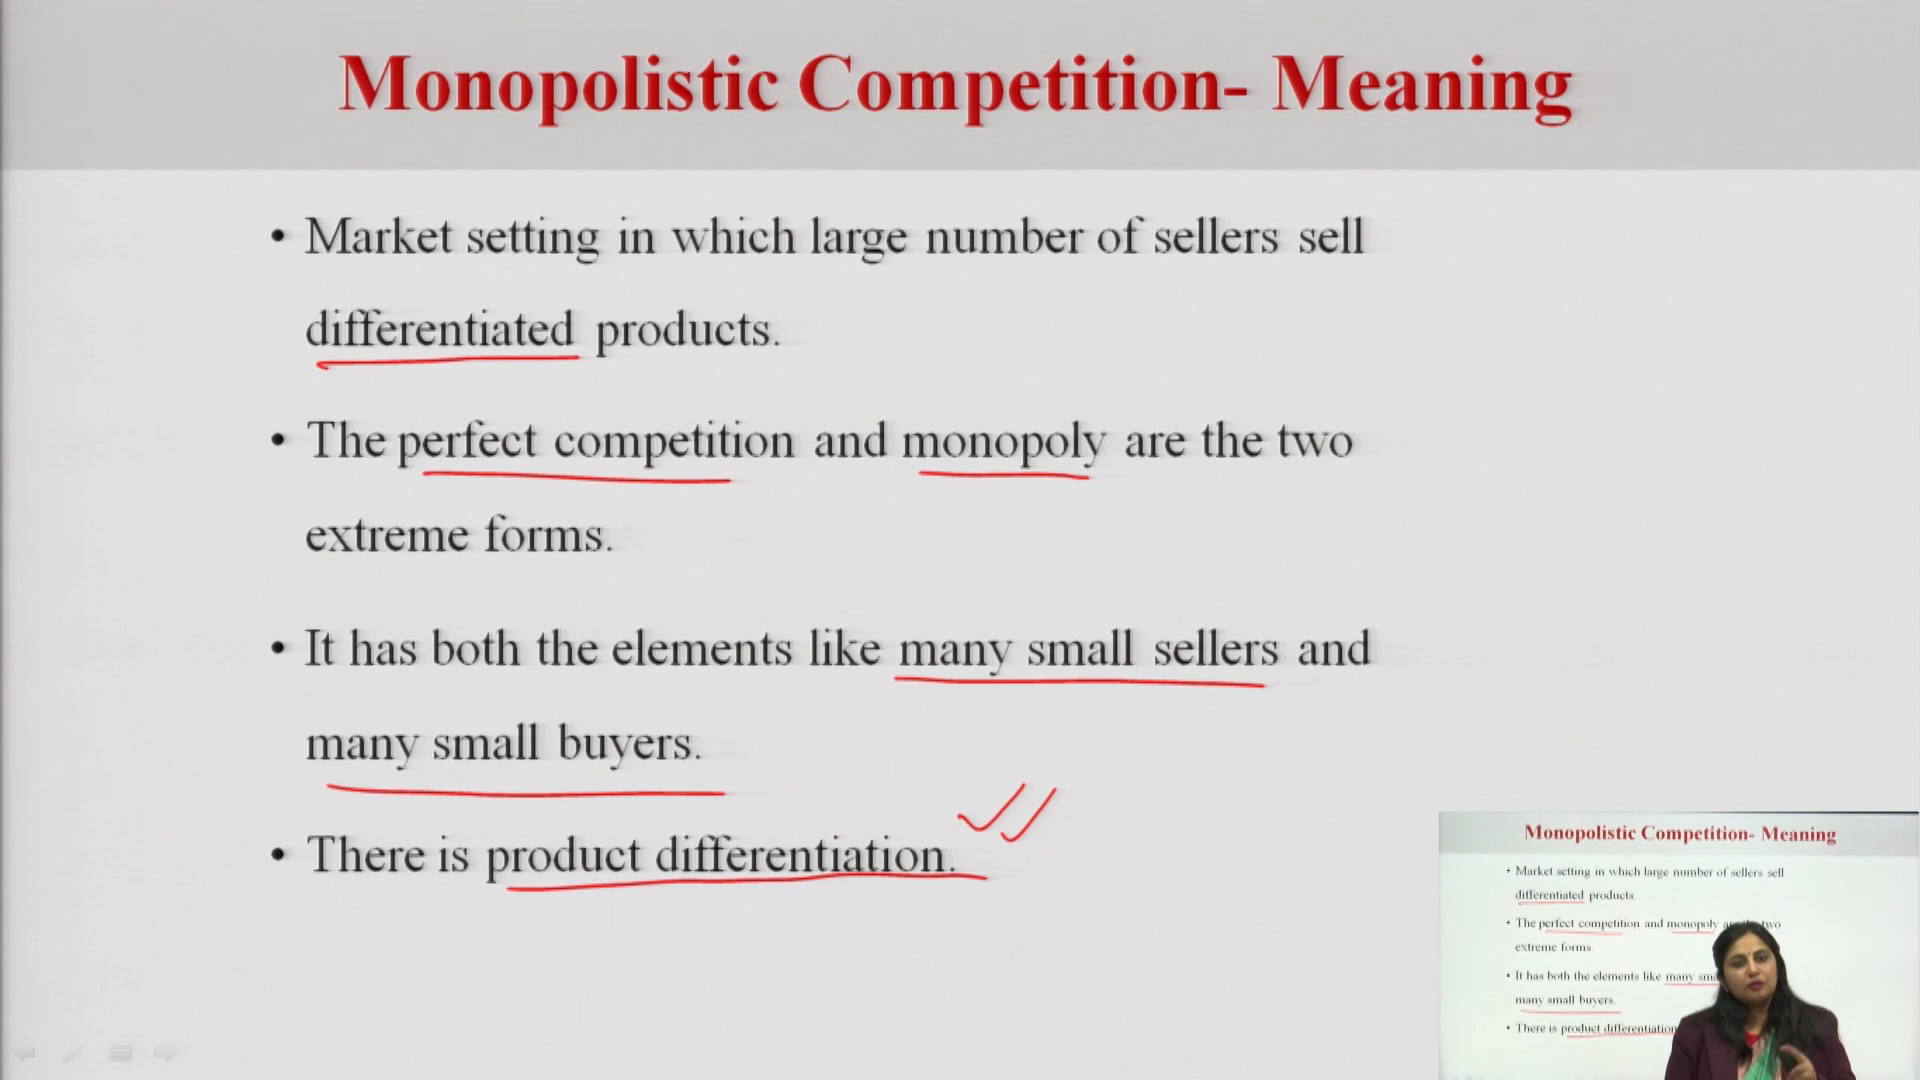 Monopolistic Competition- Meaning
• Market setting in which large number of sellers sell
differentiated products.
• The perfect competition and monopoly are the two
extreme forms.
• It has both the elements like many small sellers and
many small buyers.
• There is product differentiation.
Monopolistic Competition- Meaning
• Market setting in which large number of sellers sell
differentiated products.
• The perfect competition and monopoly two
extreme forms.
• It has both the elements like many
many small buyers.
• There is product differentiation